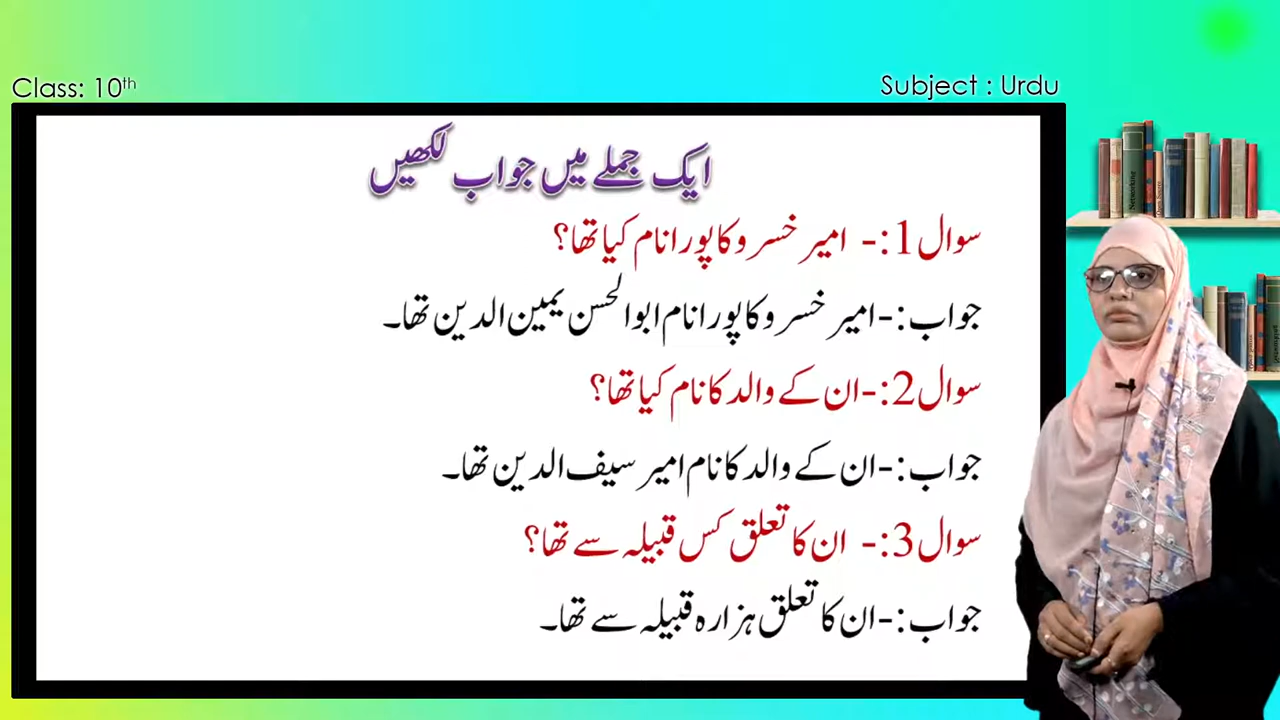 Class: 10th
Subject : Urdu
ایک جملے میں جواب لکھیں
سوال 1:- امیر خسرو کا پورا نام کیا تھا؟
جواب:-امیر خسرو کا پورا نام ابوالحسن یمین الدین تھا۔
سوال 2:-ان کے والد کا نام کیا تھا؟
جواب:-ان کے والد کا نام امیر سیف الدین تھا۔
سوال 3:- ان کا تعلق کس قبیلہ سے تھا؟
جواب:-ان کا تعلق ہزارہ قبیلہ سے تھا۔
Networking